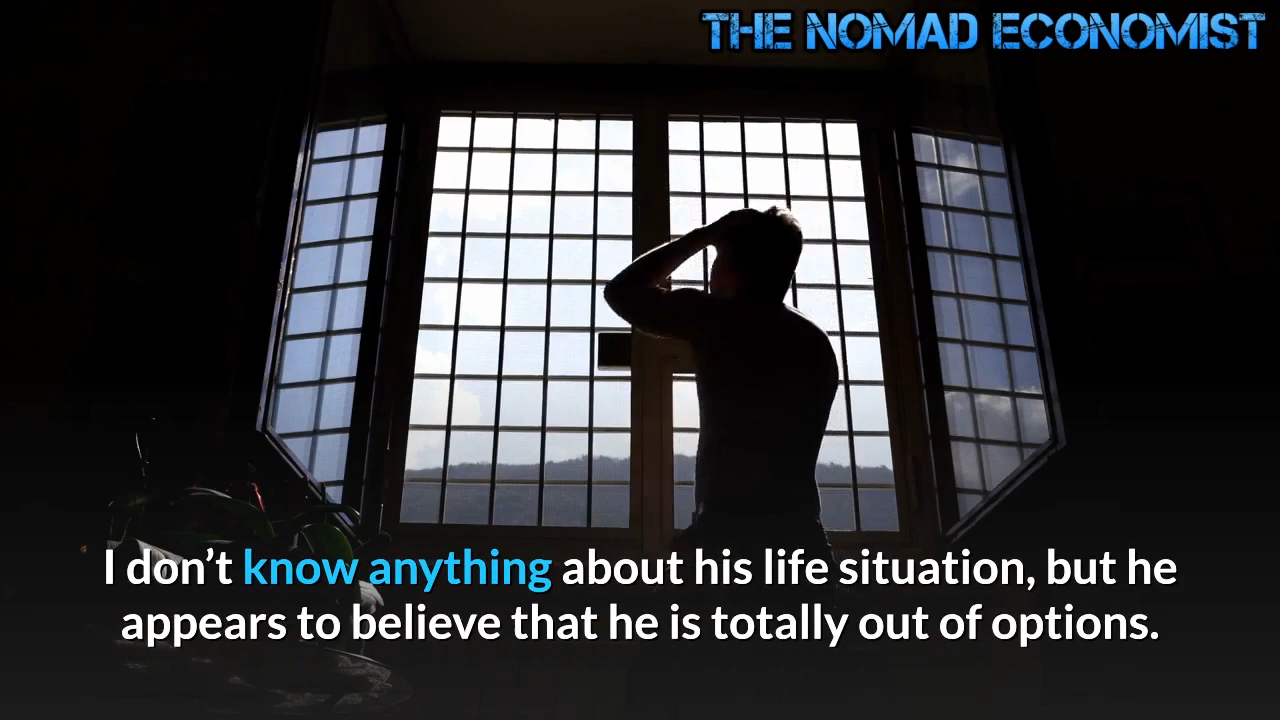 THE NOMAD ECONOMIST
I don’t know anything about his life situation, but he
appears to believe that he is totally out of options.